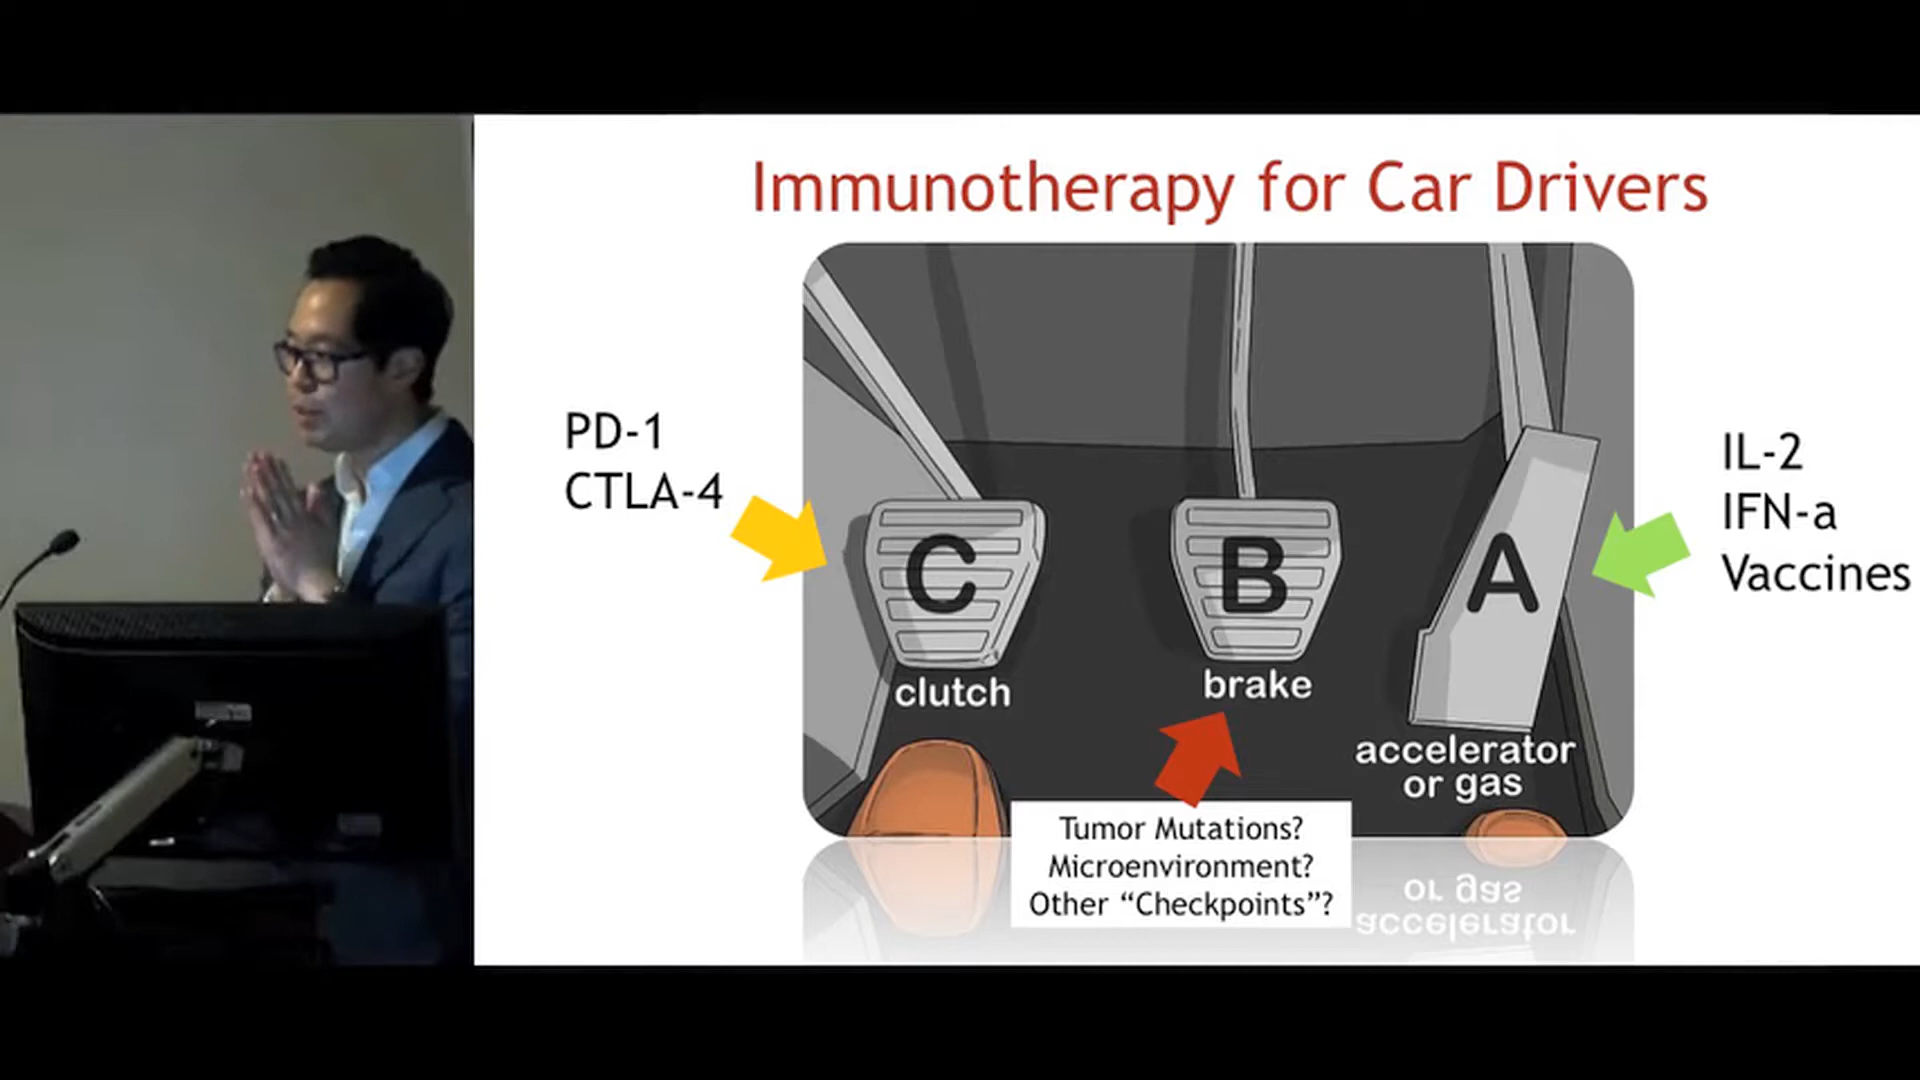 Immunotherapy for Car Drivers
PD-1
CTLA-4
IL-2
IFN-a
Vaccines
C
B
A
clutch
brake
accelerator
or gas
Tumor Mutations?
Microenvironment?
Other “Checkpoints”?
or gas
accelerator